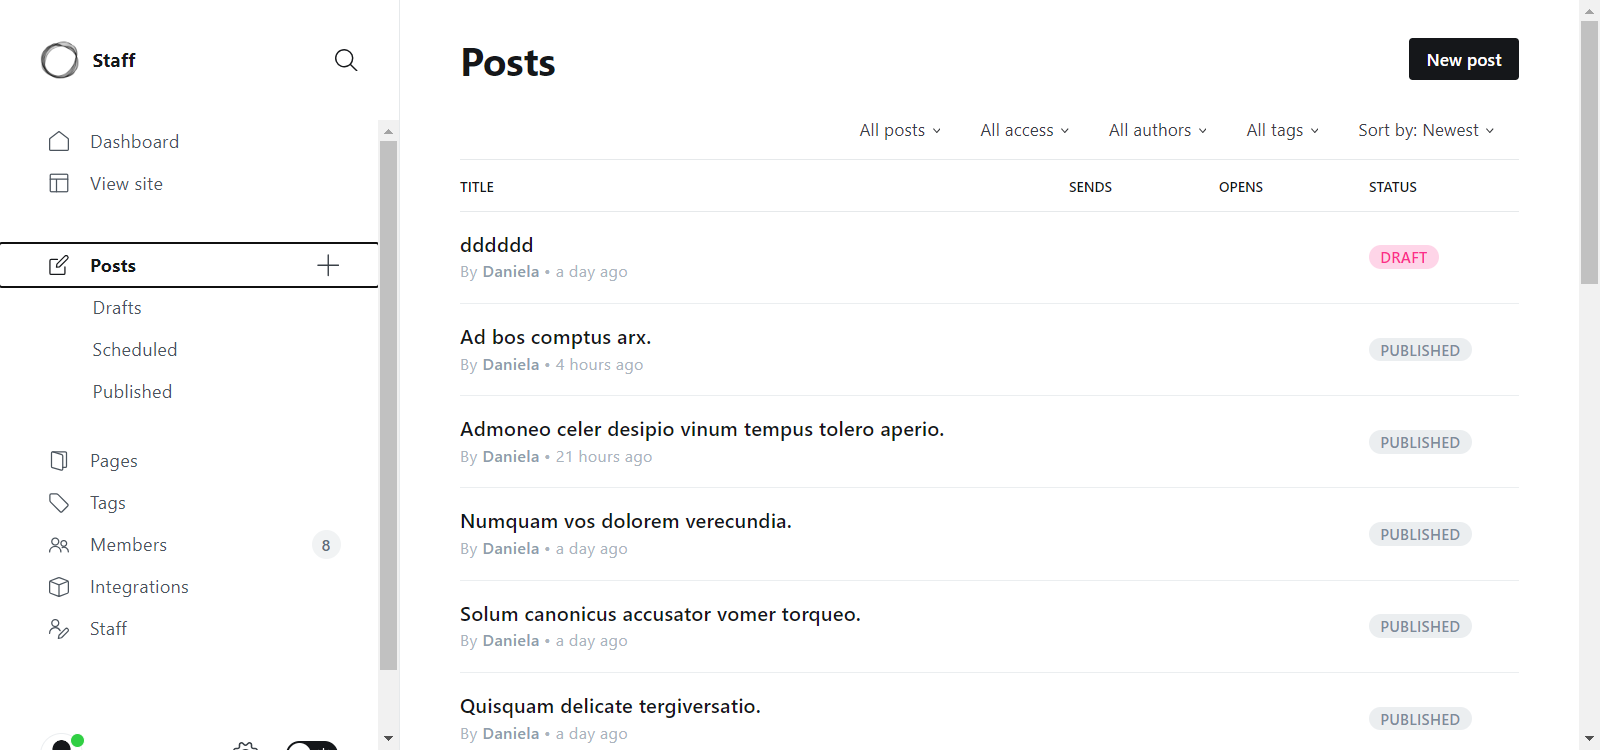 Staff
Dashboard
View site
Posts
Drafts
Scheduled
Published
Pages
Tags
Members 8
Integrations
Staff
Posts
New post
All posts All access All authors All tags Sort by: Newest
TITLE SENDS OPENS STATUS
dddddd
By Daniela • a day ago
DRAFT
Ad bos comptus arx.
By Daniela • 4 hours ago
PUBLISHED
Admoneo celer desipio vinum tempus tolero aperio.
By Daniela • 21 hours ago
PUBLISHED
Numquam vos dolorem verecundia.
By Daniela • a day ago
PUBLISHED
Solum canonicus accusator vomer torqueo.
By Daniela • a day ago
PUBLISHED
Quisquam delicate tergiversatio.
By Daniela • a day ago
PUBLISHED